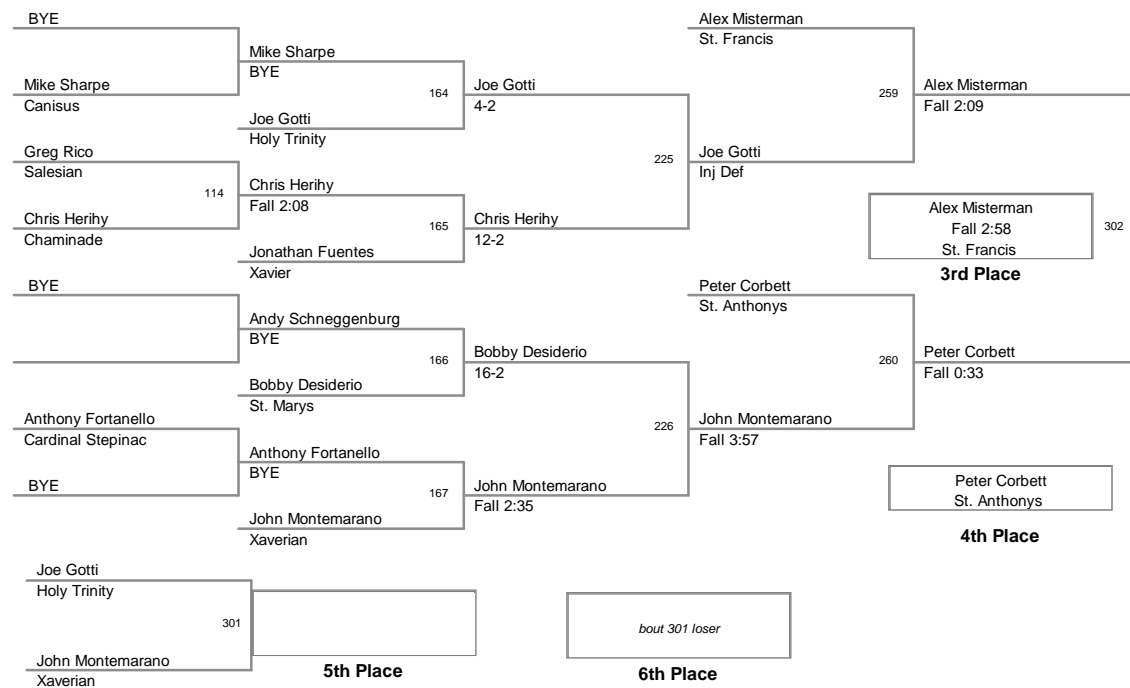 BYE
Mike Sharpe
Canisus
Greg Rico
Salesian
114
Chris Herihy
Chaminade
BYE
Anthony Fortanello
Cardinal Stepinac
BYE
Mike Sharpe
BYE
164
Joe Gotti
Holy Trinity
Chris Herihy
Fall 2:08
165
Jonathan Fuentes
Xavier
Andy Schneggenburg
BYE
166
Bobby Desiderio
St. Marys
Anthony Fortanello
BYE
167
John Montemarano
Xaverian
Joe Gotti
4-2
225
Chris Herihy
12-2
Bobby Desiderio
16-2
226
John Montemarano
Fall 2:35
Alex Misterman
St. Francis
259
Joe Gotti
Inj Def
Peter Corbett
St. Anthonys
260
John Montemarano
Fall 3:57
Alex Misterman
Fall 2:09
Alex Misterman
Fall 2:58
St. Francis
302
3rd Place
Peter Corbett
Fall 0:33
Peter Corbett
St. Anthonys
4th Place
Joe Gotti
Holy Trinity
301
John Montemarano
Xaverian
5th Place
bout 301 loser
6th Place